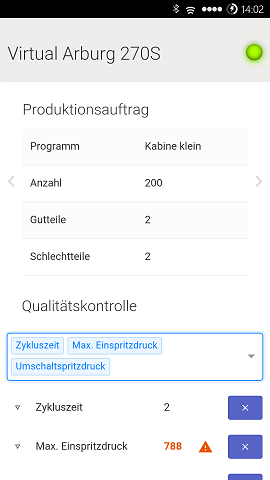 14:02
Virtual Arburg 270S
Produktionsauftrag
Programm Kabine klein
Anzahl 200
Gutteile 2
Schlechtteile 2
Qualitätskontrolle
Zykluszeit Max. Einspritzdruck
Umschaltspritzdruck
Zykluszeit 2
Max. Einspritzdruck 788